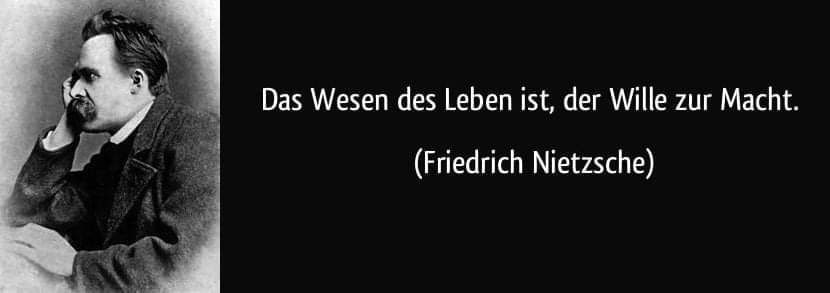 Das Wesen des Leben ist, der Wille zur Macht.
(Friedrich Nietzsche)